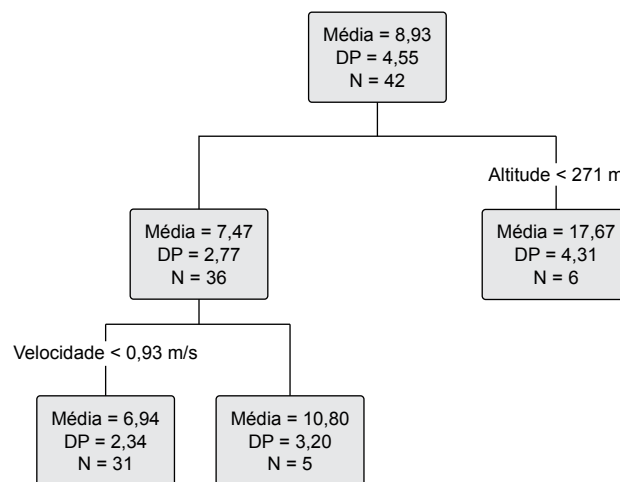 Média = 8,93
DP = 4,55
N = 42
Altitude < 271 m
Média = 7,47
DP = 2,77
N = 36
Média = 17,67
DP = 4,31
N = 6
Velocidade < 0,93 m/s
Média = 6,94
DP = 2,34
N = 31
Média = 10,80
DP = 3,20
N = 5